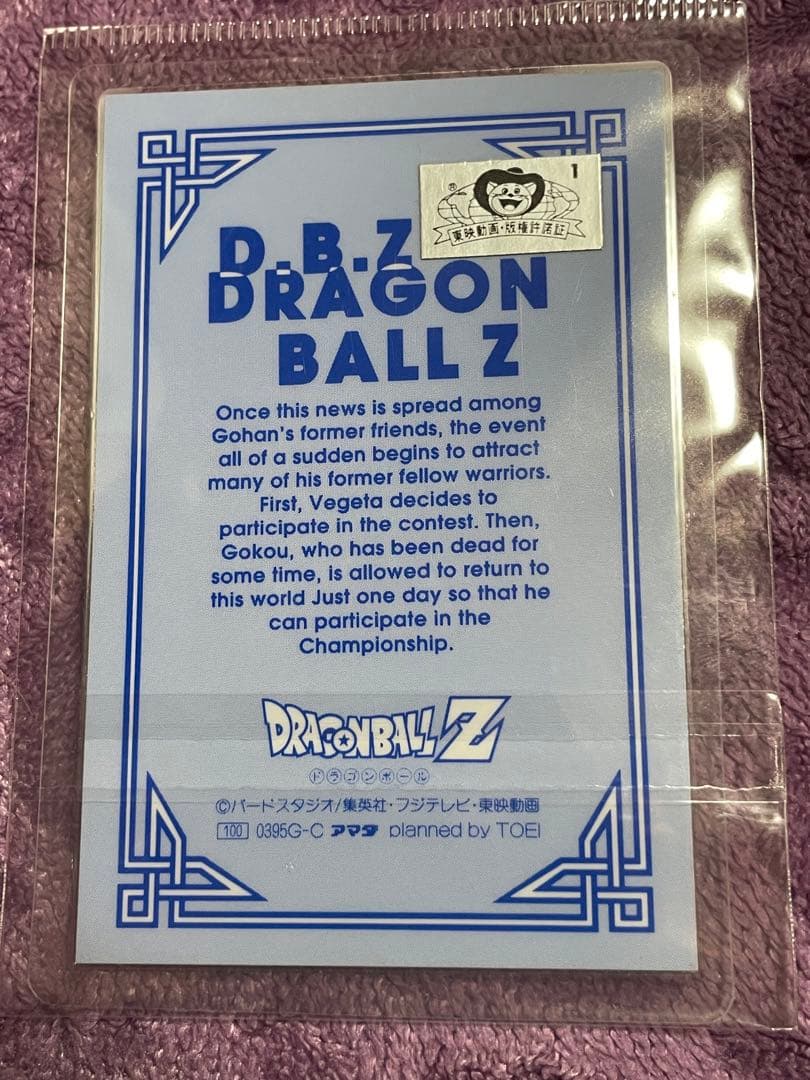 1
®
東映動画・版権許諾証
D.B.Z
DRAGON
BALL Z
Once this news is spread among
Gohan's former friends, the event
all of a sudden begins to attract
many of his former fellow warriors.
First, Vegeta decides to
participate in the contest. Then,
Gokou, who has been dead for
some time, is allowed to return to
this world Just one day so that he
can participate in the
Championship.
DRAGONBALL Z
ドラゴンボール
©バードスタジオ/集英社・フジテレビ・東映動画
100 0395G-C アマダ planned by TOEI